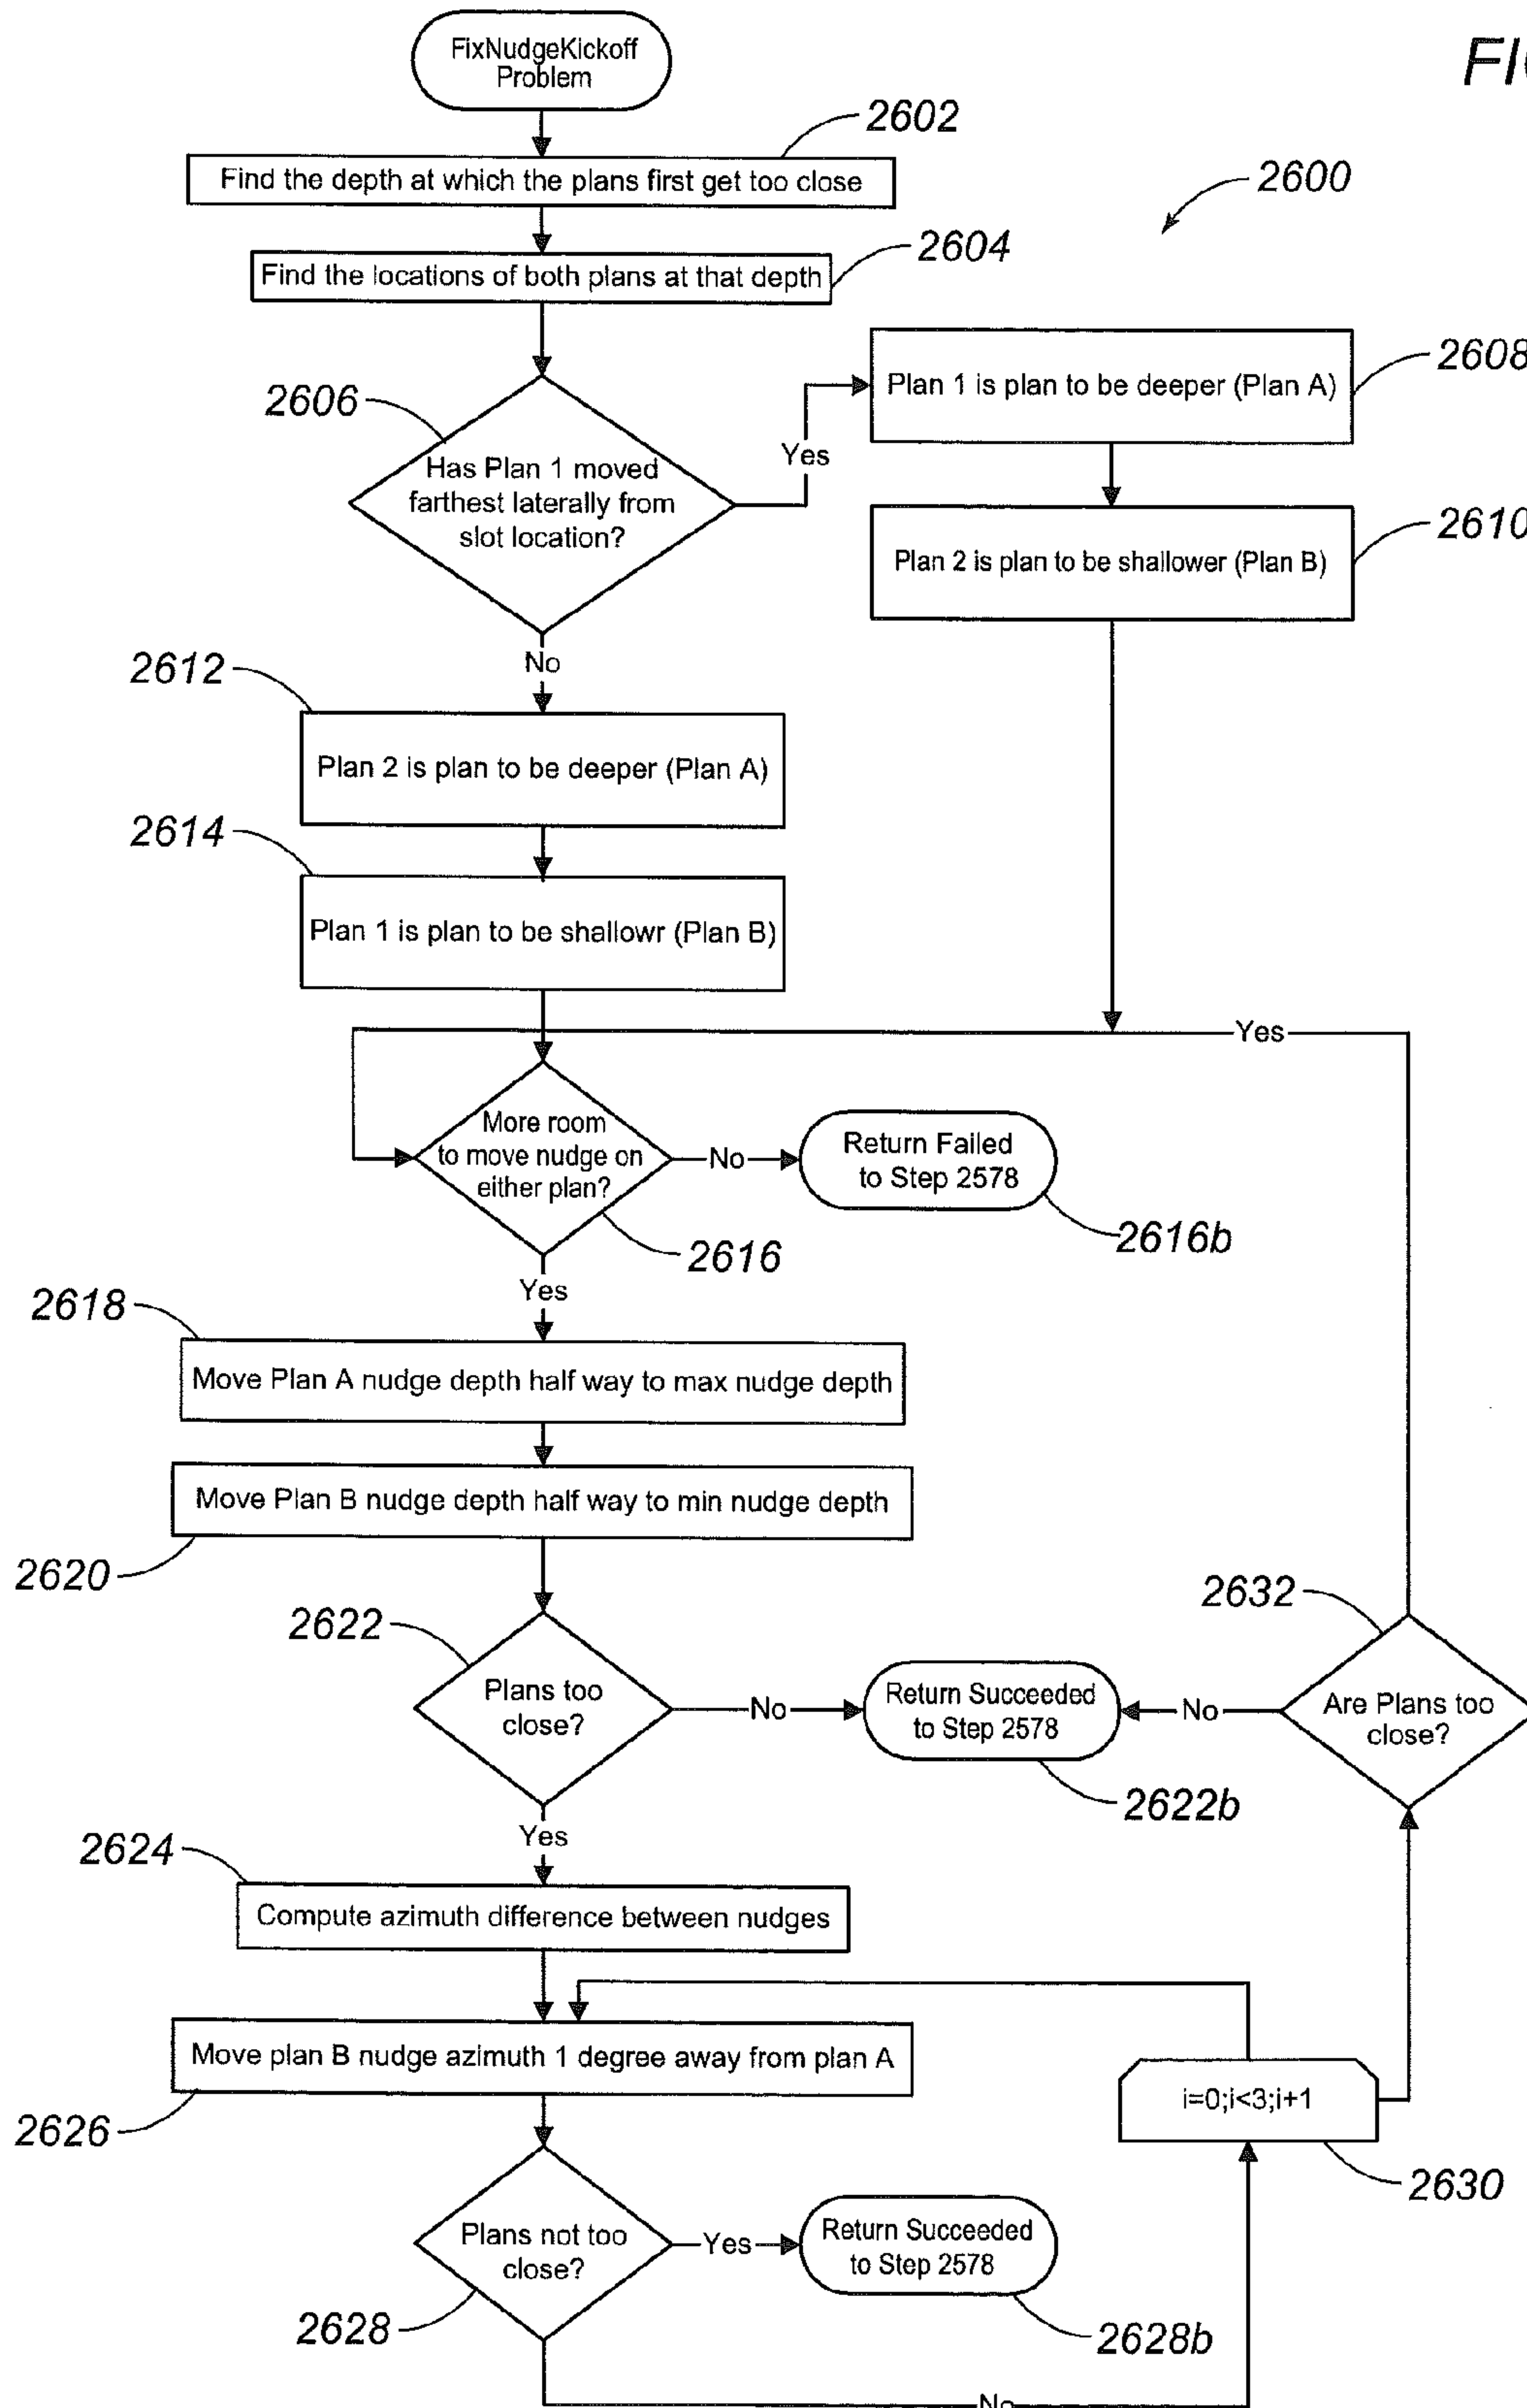 FixNudgeKickoff
Problem
FI
2602
Find the depth at which the plans first get too close
2600
2604
Find the locations of both plans at that depth
2606
Has Plan 1 moved
farthest laterally from
slot location?
Yes
Plan 1 is plan to be deeper (Plan A)
2608
Plan 2 is plan to be shallower (Plan B)
2610
No
2612
Plan 2 is plan to be deeper (Plan A)
2614
Plan 1 is plan to be shallowr (Plan B)
Yes
More room
to move nudge on
either plan?
No
Return Failed
to Step 2578
2616b
2616
Yes
2618
Move Plan A nudge depth half way to max nudge depth
Move Plan B nudge depth half way to min nudge depth
2620
2622
Plans too
close?
No
Return Succeeded
to Step 2578
2622b
No
Are Plans too
close?
2632
Yes
2624
Compute azimuth difference between nudges
Move plan B nudge azimuth 1 degree away from plan A
2626
i=0;i<3;i+1
2630
Plans not too
close?
2628
Yes
Return Succeeded
to Step 2578
2628b
No